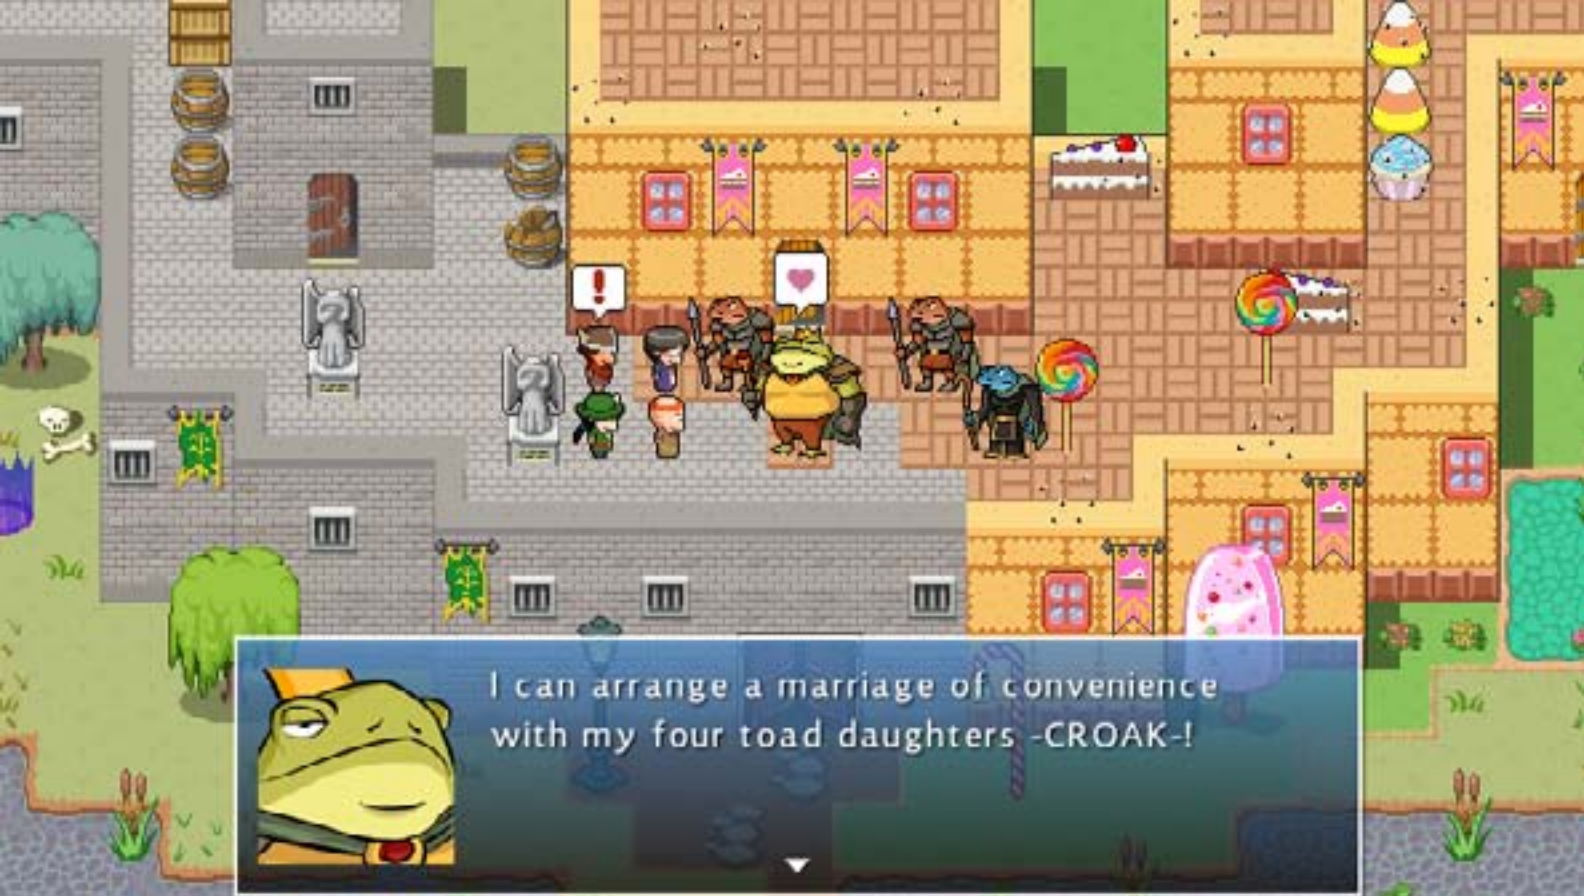 !
I can arrange a marriage of convenience
with my four toad daughters -CROAK-!